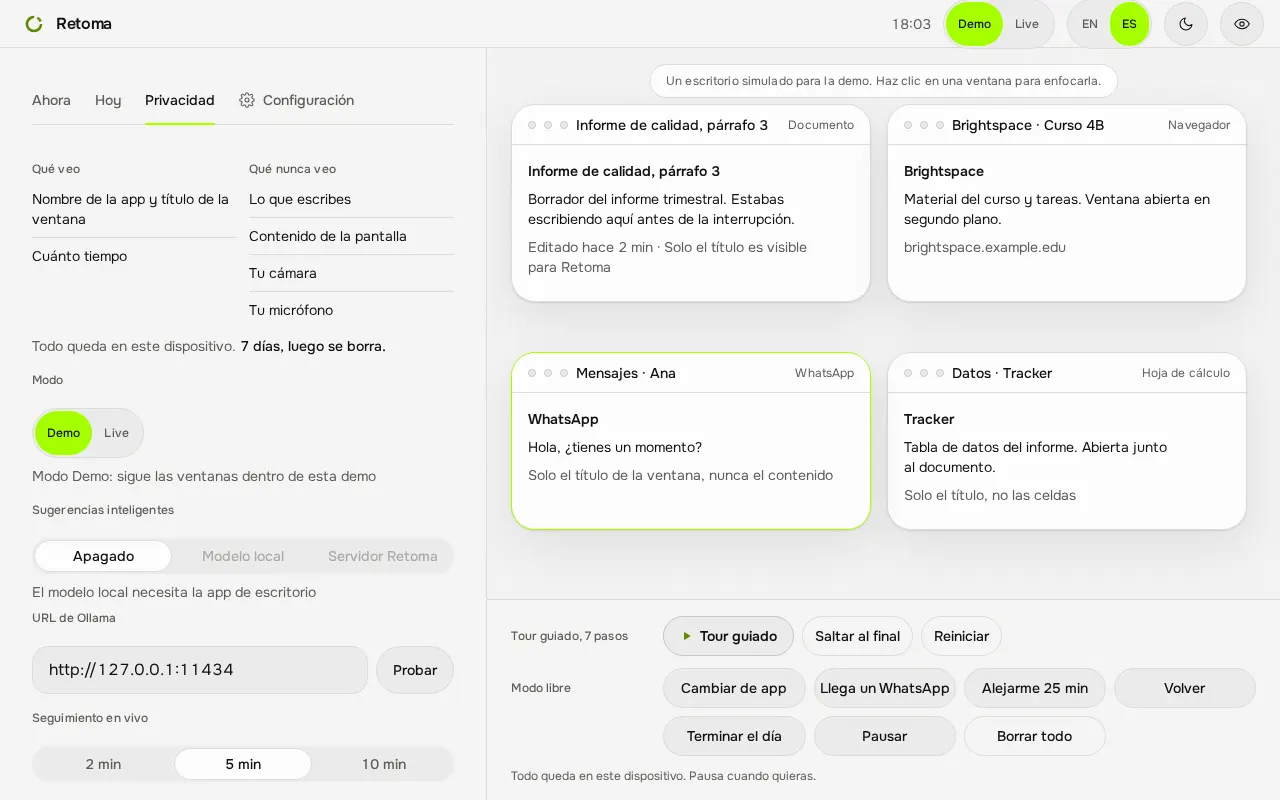 Retoma
18:03
Demo
Live
EN
ES
Ahora
Hoy
Privacidad
Configuración
Qué veo
Nombre de la app y título de la
ventana
Cuánto tiempo
Qué nunca veo
Lo que escribes
Contenido de la pantalla
Tu cámara
Tu micrófono
Todo queda en este dispositivo. 7 días, luego se borra.
Modo
Demo
Live
Modo Demo: sigue las ventanas dentro de esta demo
Sugerencias inteligentes
Apagado
Modelo local
Servidor Retoma
El modelo local necesita la app de escritorio
URL de Ollama
http://127.0.0.1:11434
Probar
Seguimiento en vivo
2 min
5 min
10 min
Un escritorio simulado para la demo. Haz clic en una ventana para enfocarla.
Informe de calidad, párrafo 3
Documento
Informe de calidad, párrafo 3
Borrador del informe trimestral. Estabas
escribiendo aquí antes de la interrupción.
Editado hace 2 min · Solo el título es visible
para Retoma
Brightspace · Curso 4B
Navegador
Brightspace
Material del curso y tareas. Ventana abierta en
segundo plano.
brightspace.example.edu
Mensajes · Ana
WhatsApp
WhatsApp
Hola, ¿tienes un momento?
Solo el título de la ventana, nunca el contenido
Datos · Tracker
Hoja de cálculo
Tracker
Tabla de datos del informe. Abierta junto
al documento.
Solo el título, no las celdas
Tour guiado, 7 pasos
Tour guiado
Saltar al final
Reiniciar
Modo libre
Cambiar de app
Llega un WhatsApp
Alejarme 25 min
Volver
Terminar el día
Pausar
Borrar todo
Todo queda en este dispositivo. Pausa cuando quieras.